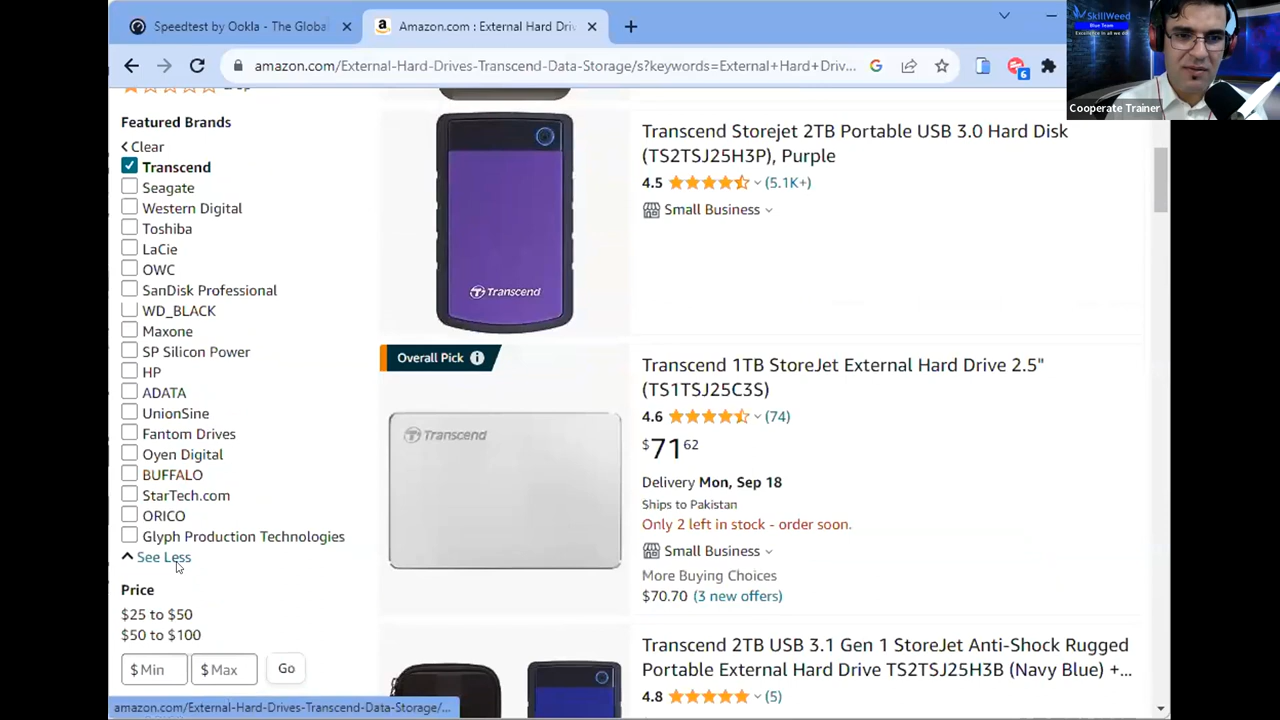 Speedtest by Ookla - The Global
Amazon.com : External Hard Driv
amazon.com/External-Hard-Drives-Transcend-Data-Storage/s?keywords=External+Hard+Driv...
6
SkillWeed
Blue Team
Cooperate Trainer
Featured Brands
Clear
Transcend
Seagate
Western Digital
Toshiba
LaCie
OWC
SanDisk Professional
WD_BLACK
Maxone
SP Silicon Power
HP
ADATA
UnionSine
Fantom Drives
Oyen Digital
BUFFALO
StarTech.com
ORICO
Glyph Production Technologies
See Less
Price
$25 to $50
$50 to $100
$ Min
$ Max
Go
amazon.com/External-Hard-Drives-Transcend-Data-Storage/...
Transcend
Transcend Storejet 2TB Portable USB 3.0 Hard Disk
(TS2TSJ25H3P), Purple
4.5 (5.1K+)
Small Business
Overall Pick
Transcend
Transcend 1TB StoreJet External Hard Drive 2.5"
(TS1TSJ25C3S)
4.6 (74)
$71 62
Delivery Mon, Sep 18
Ships to Pakistan
Only 2 left in stock - order soon.
Small Business
More Buying Choices
$70.70 (3 new offers)
Transcend 2TB USB 3.1 Gen 1 StoreJet Anti-Shock Rugged
Portable External Hard Drive TS2TSJ25H3B (Navy Blue) +...
4.8 (5)